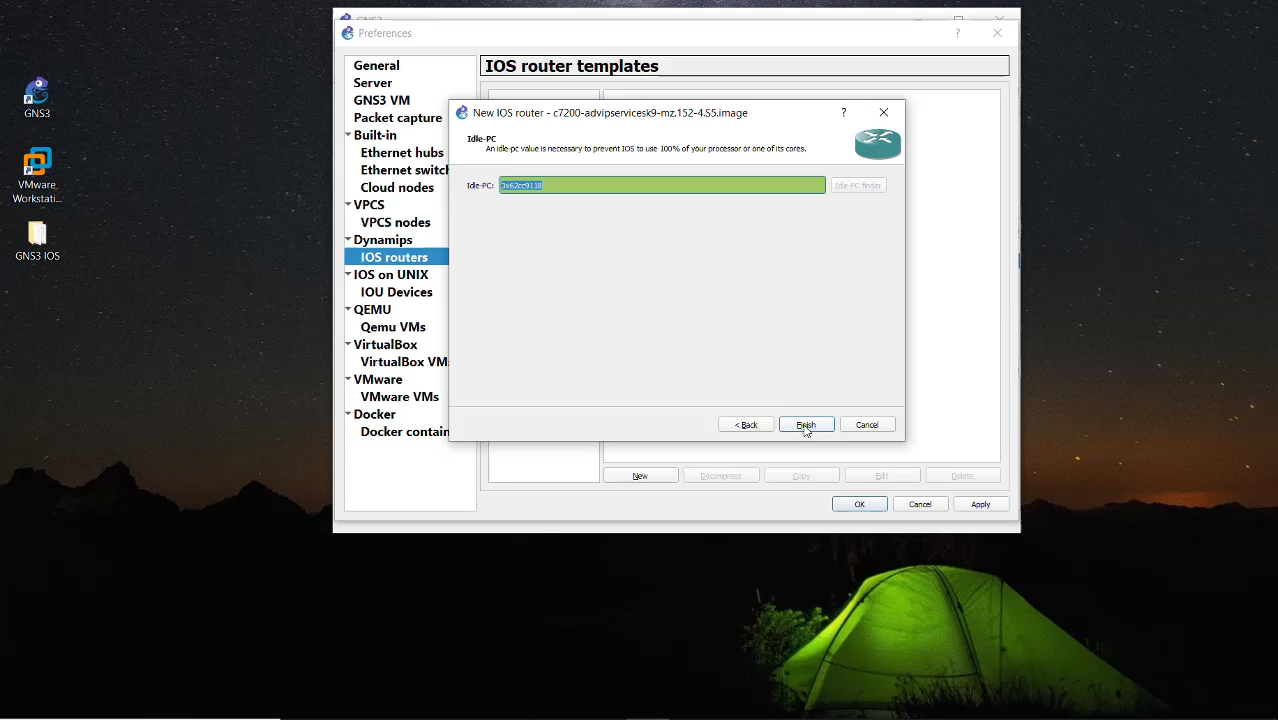 GNS3
VMware
Workstati...
GNS3 IOS
GNS3
Preferences
?
General
Server
GNS3 VM
Packet capture
Built-in
Ethernet hubs
Ethernet switc
Cloud nodes
VPCS
VPCS nodes
Dynamips
IOS routers
IOS on UNIX
IOU Devices
QEMU
Qemu VMs
VirtualBox
VirtualBox VM
VMware
VMware VMs
Docker
Docker contain
IOS router templates
New IOS router - c7200-advipservicesk9-mz.152-4.S5.image
?
Idle-PC
An idle-pc value is necessary to prevent IOS to use 100% of your processor or one of its cores.
Idle-PC: 0x62cc9118 Idle-PC finder
< Back Finish Cancel
New Decompress Copy Edit Delete
OK Cancel Apply